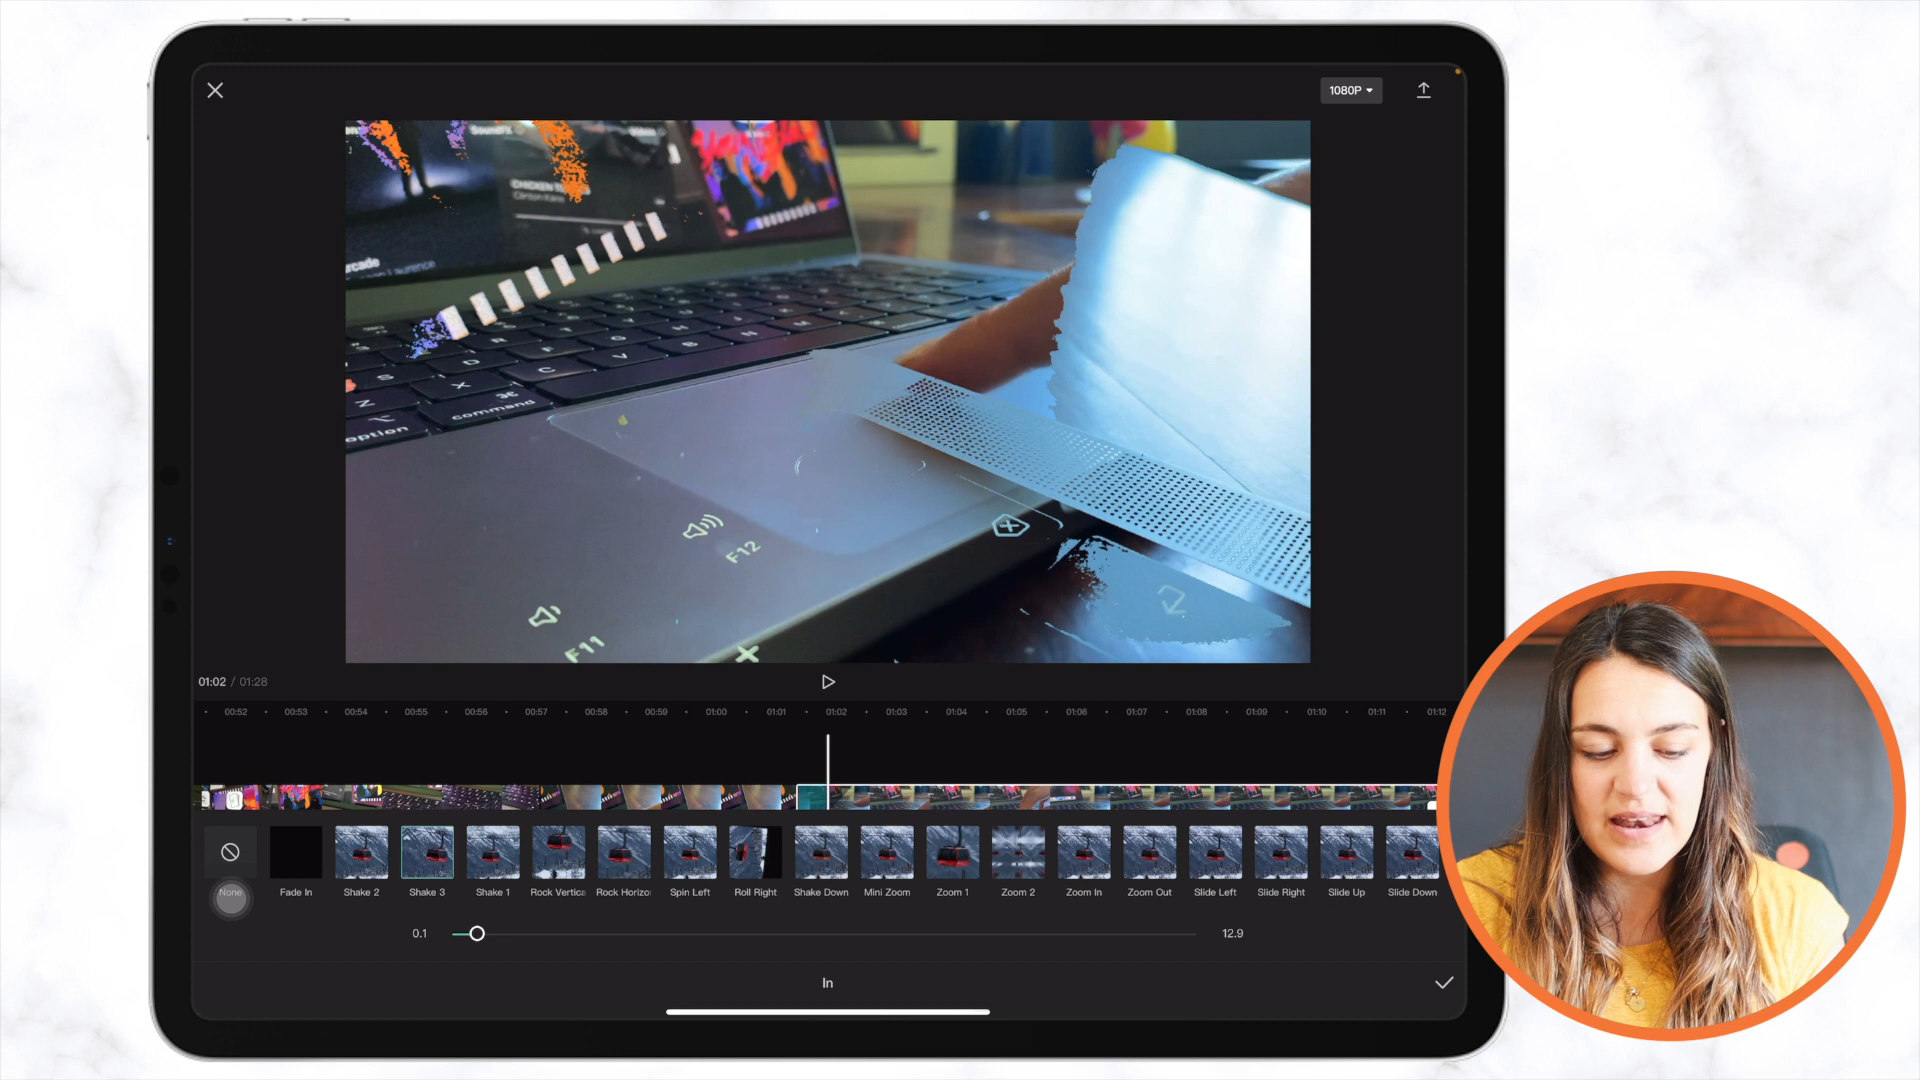 1080P
SoundFX
CHICKEN
rcade
Laurence
S D F G
Z X C V B N M
command
option
F12
F11
01:02 / 01:28
00:52 00:53 00:54 00:55 00:56 00:57 00:58 00:59 01:00 01:01 01:02 01:03 01:04 01:05 01:06 01:07 01:08 01:09 01:10 01:11 01:12
None Fade In Shake 2 Shake 3 Shake 1 Rock Vertica Rock Horizo Spin Left Roll Right Shake Down Mini Zoom Zoom 1 Zoom 2 Zoom In Zoom Out Slide Left Slide Right Slide Up Slide Down
0.1 12.9
In